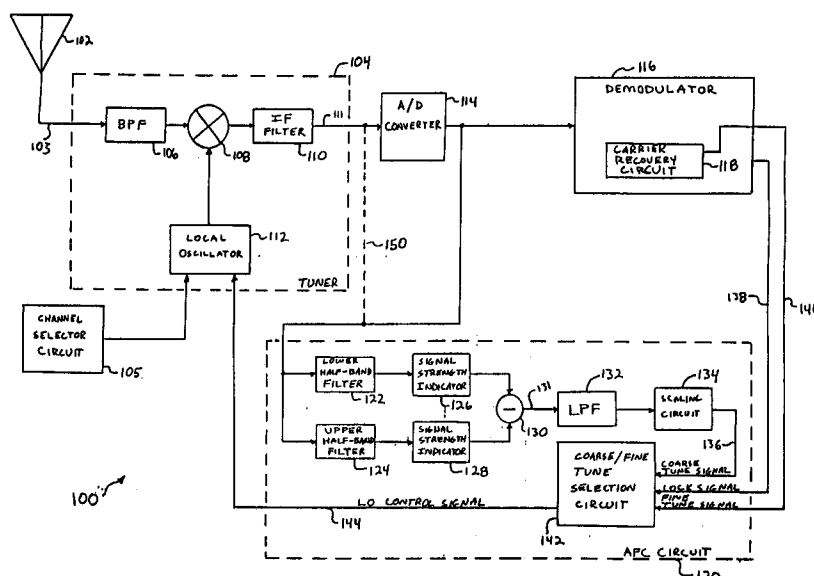 102
104
116
DEMODULATOR
A/D
CONVERTER
114
BPF
106
108
IF
FILTER
110
111
103
CARRIER
RECOVERY
CIRCUIT
118
LOCAL
OSCILLATOR
112
150
TUNER
CHANNEL
SELECTOR
CIRCUIT
105
138
LOWER
HALF-BAND
FILTER
122
SIGNAL
STRENGTH
INDICATOR
126
131
130
132
LPF
134
SCALING
CIRCUIT
136
UPPER
HALF-BAND
FILTER
124
SIGNAL
STRENGTH
INDICATOR
128
COARSE/FINE
TUNE
SELECTION
CIRCUIT
142
COARSE
TUNE SIGNAL
LOCK SIGNAL
FINE
TUNE SIGNAL
100
LO CONTROL SIGNAL
144
AFC CIRCUIT